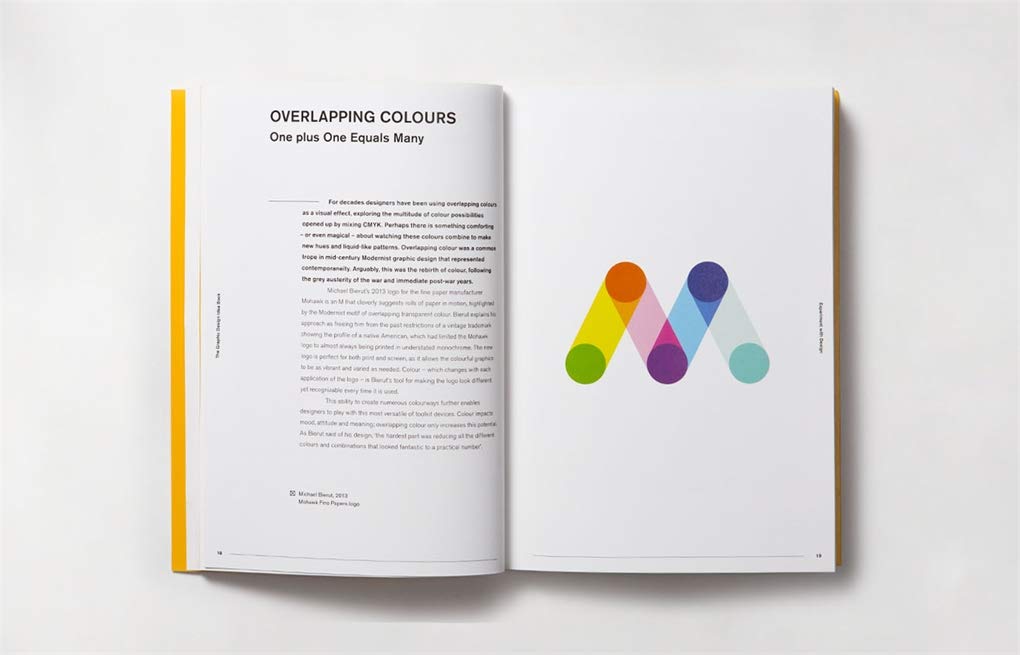 OVERLAPPING COLOURS
One plus One Equals Many
For decades designers have been using overlapping colours
as a visual effect, exploring the multitude of colour possibilities
opened up by mixing CMYK. Perhaps there is something comforting
– or even magical – about watching these colours combine to make
new hues and liquid-like patterns. Overlapping colour was a common
trope in mid-century Modernist graphic design that represented
contemporaneity. Arguably, this was the rebirth of colour, following
the grey austerity of the war and immediate post-war years.
Michael Bierut's 2013 logo for the fine paper manufacturer
Mohawk is an M that cleverly suggests rolls of paper in motion, highlighted
by the Modernist motif of overlapping transparent colour. Bierut explains his
approach as freeing him from the past restrictions of a vintage trademark
showing the profile of a native American, which had limited the Mohawk
logo to almost always being printed in understated monochrome. The new
logo is perfect for both print and screen, as it allows the colourful graphics
to be as vibrant and varied as needed. Colour – which changes with each
application of the logo – is Bierut's tool for making the logo look different
yet recognizable every time it is used.
This ability to create numerous colourways further enables
designers to play with this most versatile of toolkit devices. Colour impacts
mood, attitude and meaning; overlapping colour only increases this potential.
As Bierut said of his design, 'the hardest part was reducing all the different
colours and combinations that looked fantastic to a practical number'.
Michael Bierut, 2013
Mohawk Fine Papers logo
The Graphic Design Idea Book
18
Experiment with Design
19